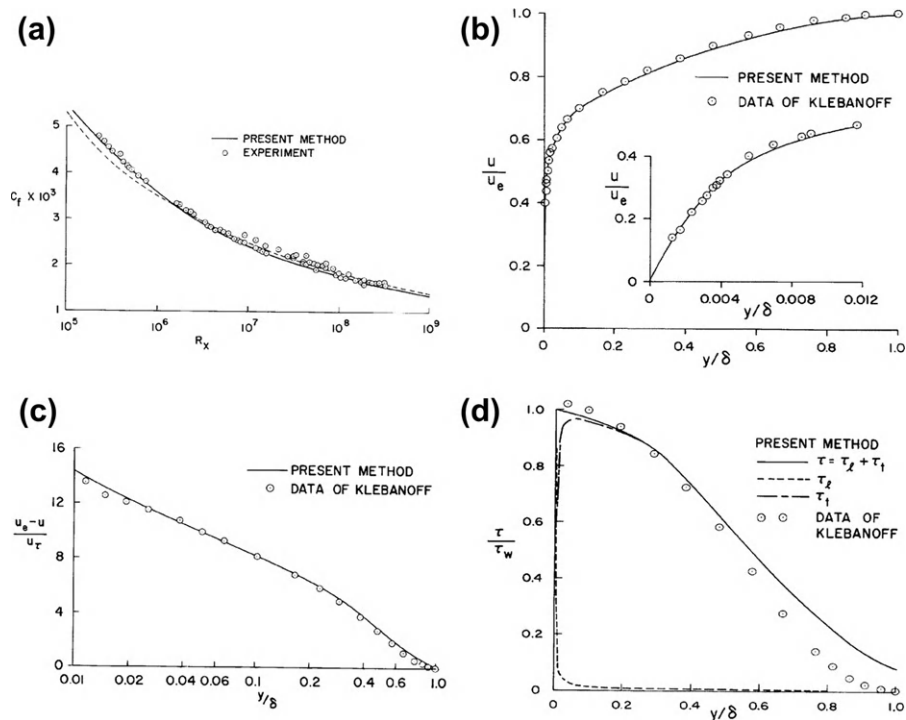 (a)
5
4
C_f × 10³
3
2
1
10⁵ 10⁶ 10⁷ 10⁸ 10⁹
R_X
PRESENT METHOD
EXPERIMENT
(b)
1.0
0.8
0.6
u/u_e
0.4
0.2
0
0 0.2 0.4 0.6 0.8 1.0
y/δ
PRESENT METHOD
DATA OF KLEBANOFF
0.4
u/u_e
0.2
0
0 0.004 0.008 0.012
y/δ
(c)
16
12
u_e-u/u_τ
8
4
0
0.01 0.02 0.04 0.06 0.1 0.2 0.4 0.6 1.0
y/δ
PRESENT METHOD
DATA OF KLEBANOFF
(d)
1.0
0.8
0.6
τ/τ_w
0.4
0.2
0
0 0.2 0.4 0.6 0.8 1.0
y/δ
PRESENT METHOD
τ = τ_ℓ + τ_t
τ_ℓ
τ_t
DATA OF
KLEBANOFF